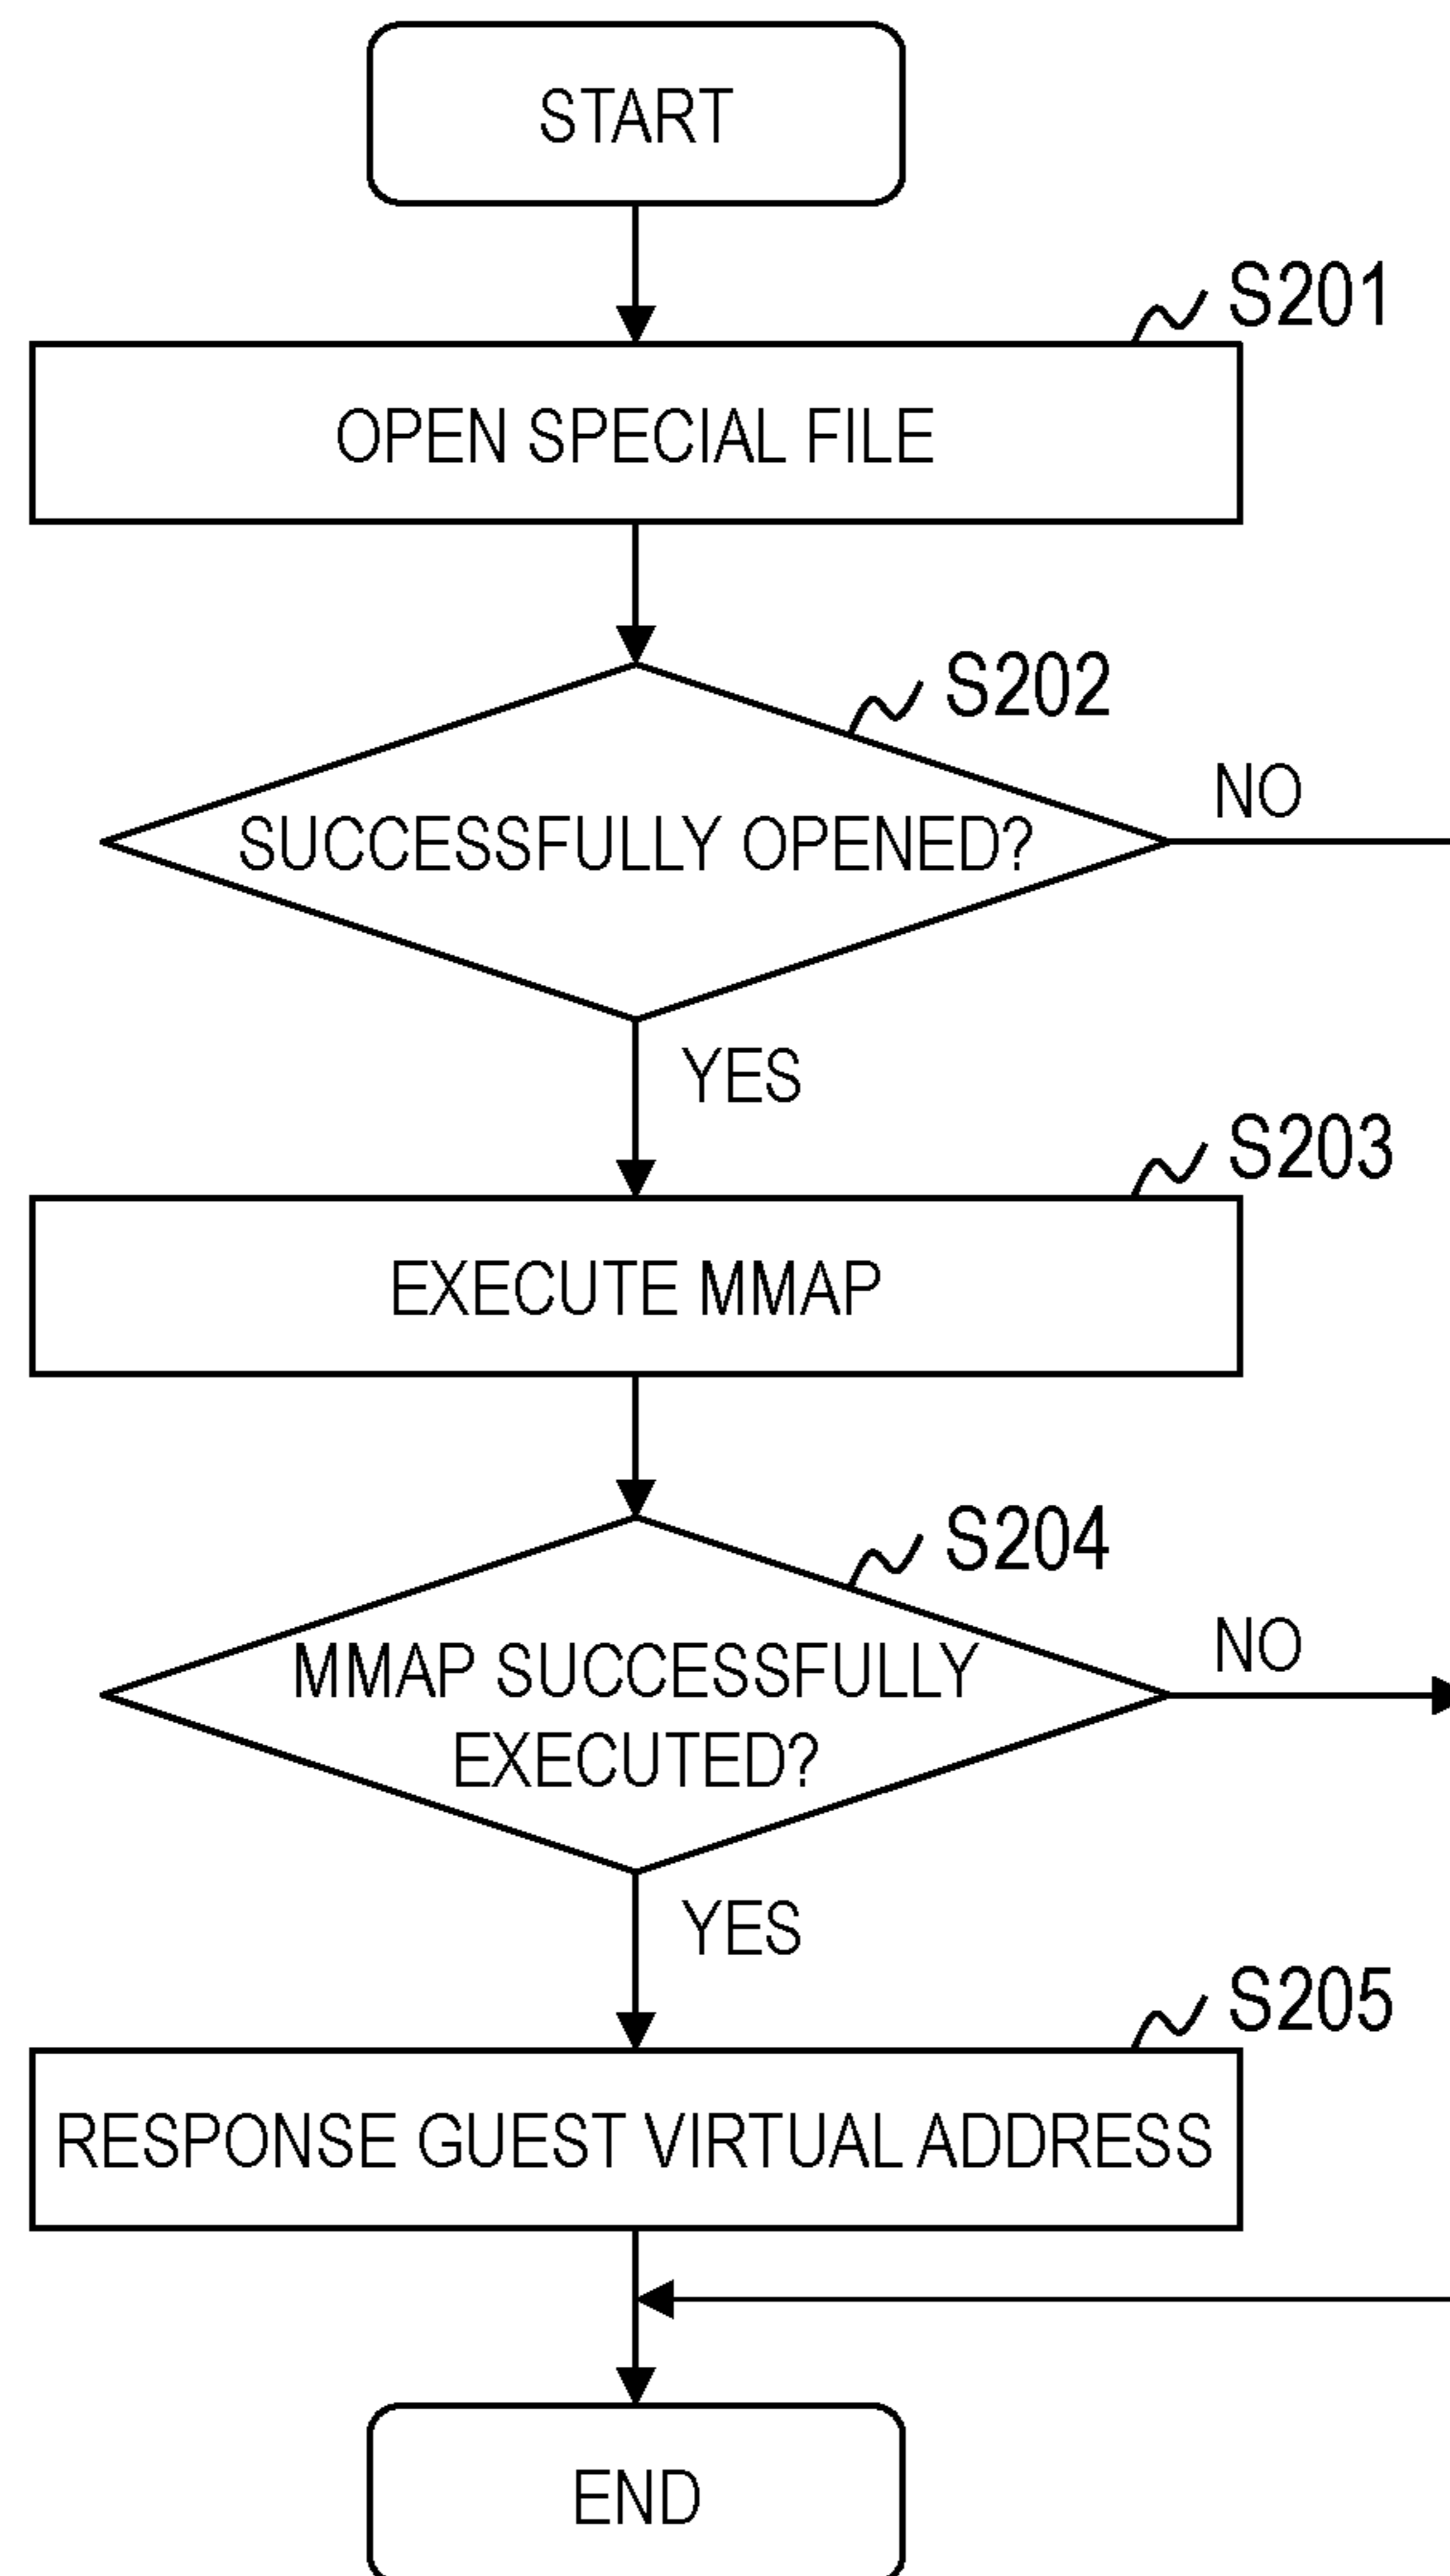 START
S201
OPEN SPECIAL FILE
S202
NO
SUCCESSFULLY OPENED?
YES
S203
EXECUTE MMAP
S204
NO
MMAP SUCCESSFULLY
EXECUTED?
YES
S205
RESPONSE GUEST VIRTUAL ADDRESS
END